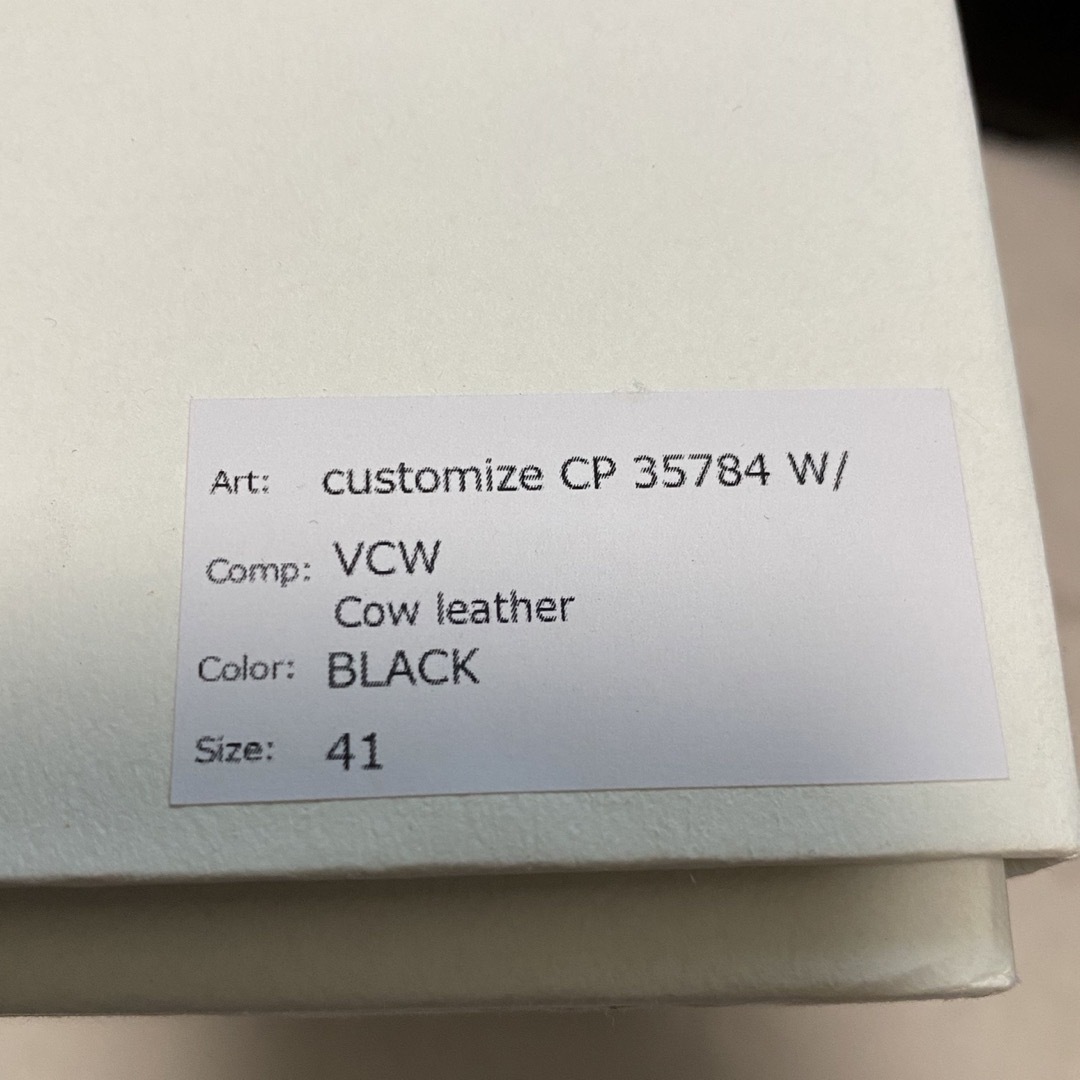 Art: customize CP 35784 W/
Comp: VCW
Cow leather
Color: BLACK
Size: 41